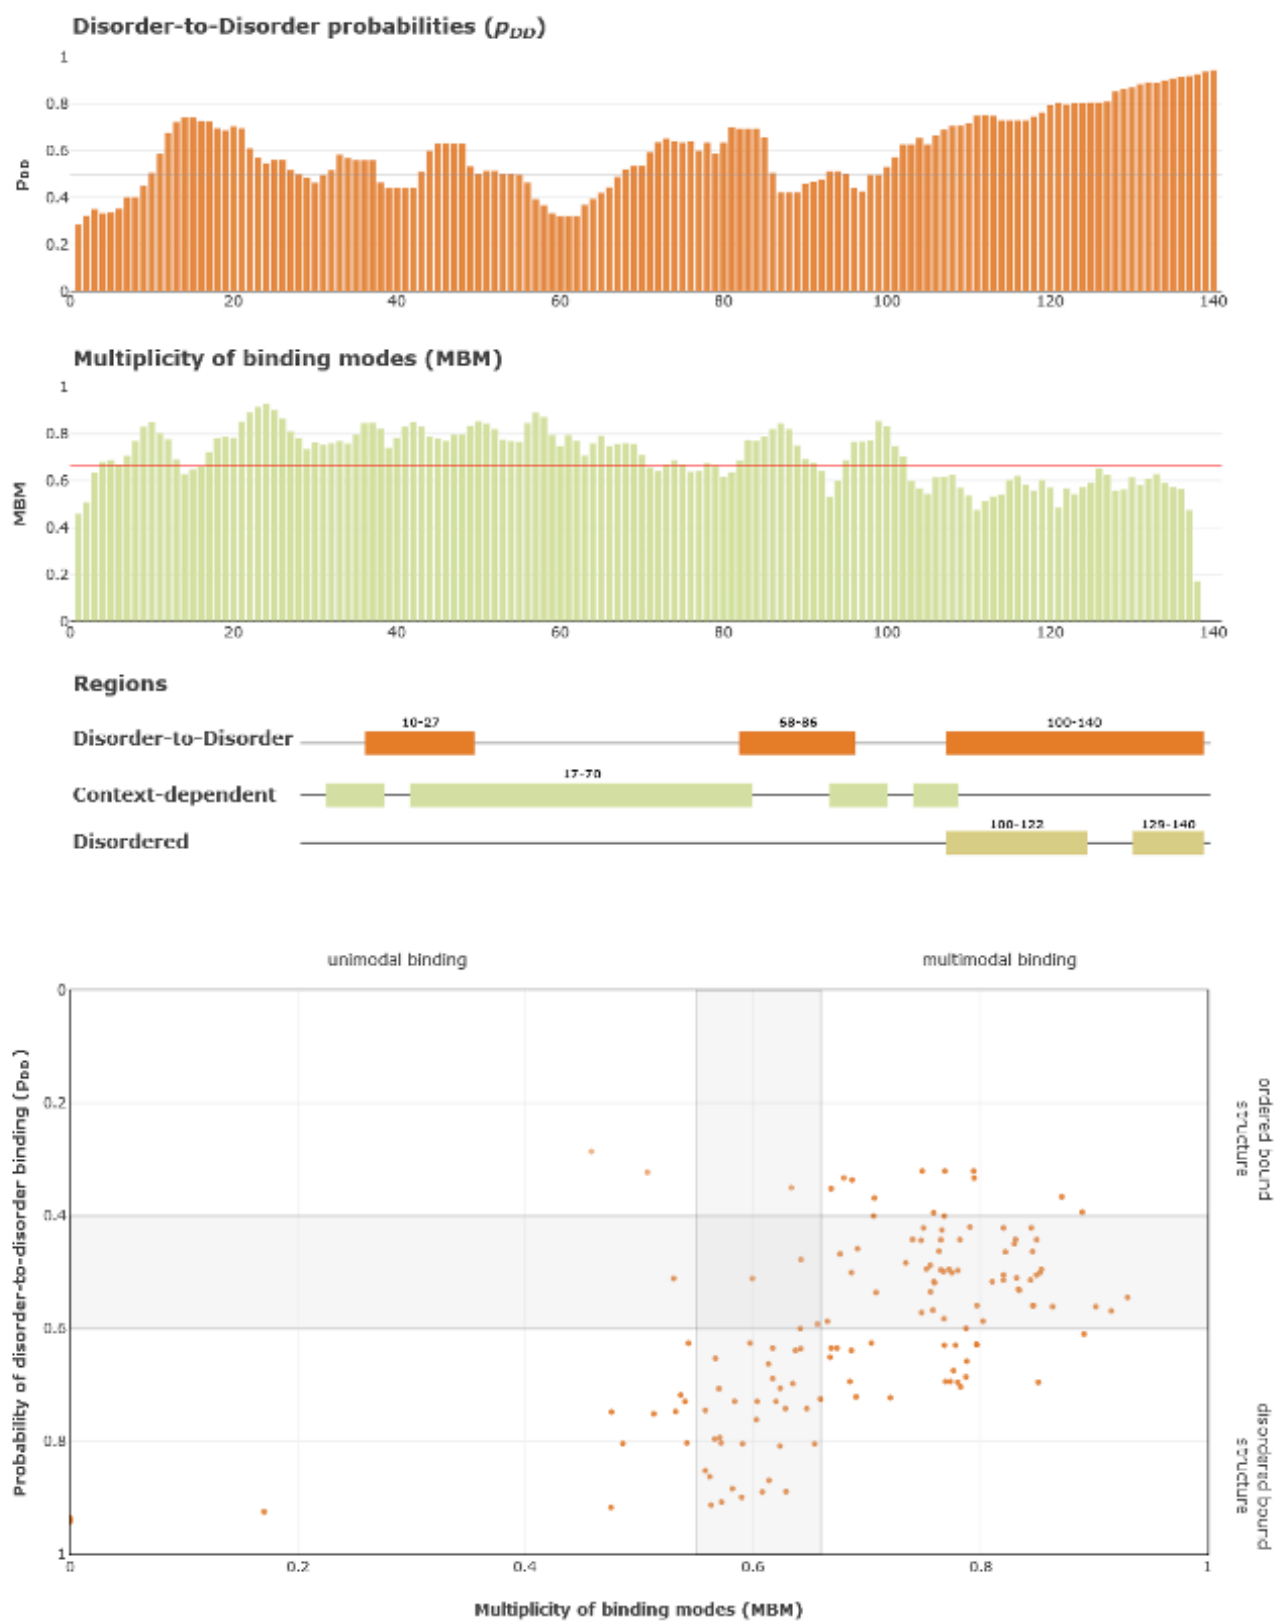 Disorder-to-Disorder probabilities (pDD)
1
0.8
0.6
0.4
0.2
0
pDD
0 20 40 60 80 100 120 140
Multiplicity of binding modes (MBM)
1
0.8
0.6
0.4
0.2
0
MBM
0 20 40 60 80 100 120 140
Regions
10-27 68-86 100-140
Disorder-to-Disorder
17-70
Context-dependent
100-122 129-140
Disordered
unimodal binding multimodal binding
0
0.2
0.4
0.6
0.8
1
Probability of disorder-to-disorder binding (pDD)
ordered bound
structure
disordered bound
structure
0 0.2 0.4 0.6 0.8 1
Multiplicity of binding modes (MBM)